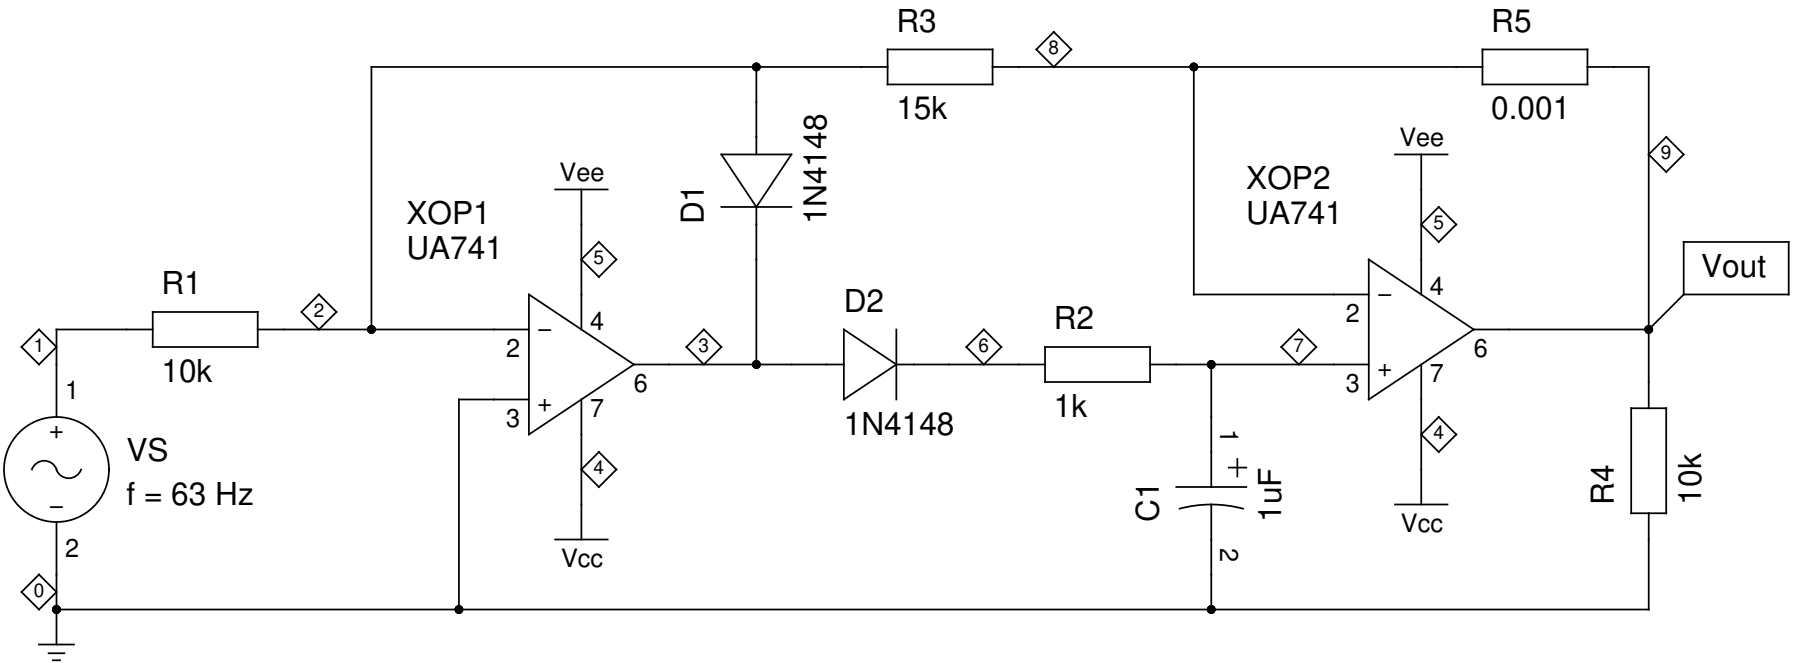 R3
8
R5
15k
0.001
Vee
9
1N4148
D1
Vee
XOP2
UA741
XOP1
UA741
5
5
Vout
R1
2
D2
R2
10k
1
−
2
4
3
6
+
3
7
6
1k
7
−
2
4
+
3
7
6
1N4148
1
+
VS
f = 63 Hz
−
2
4
Vcc
4
Vcc
1
+
C1
1uF
2
R4
10k
0